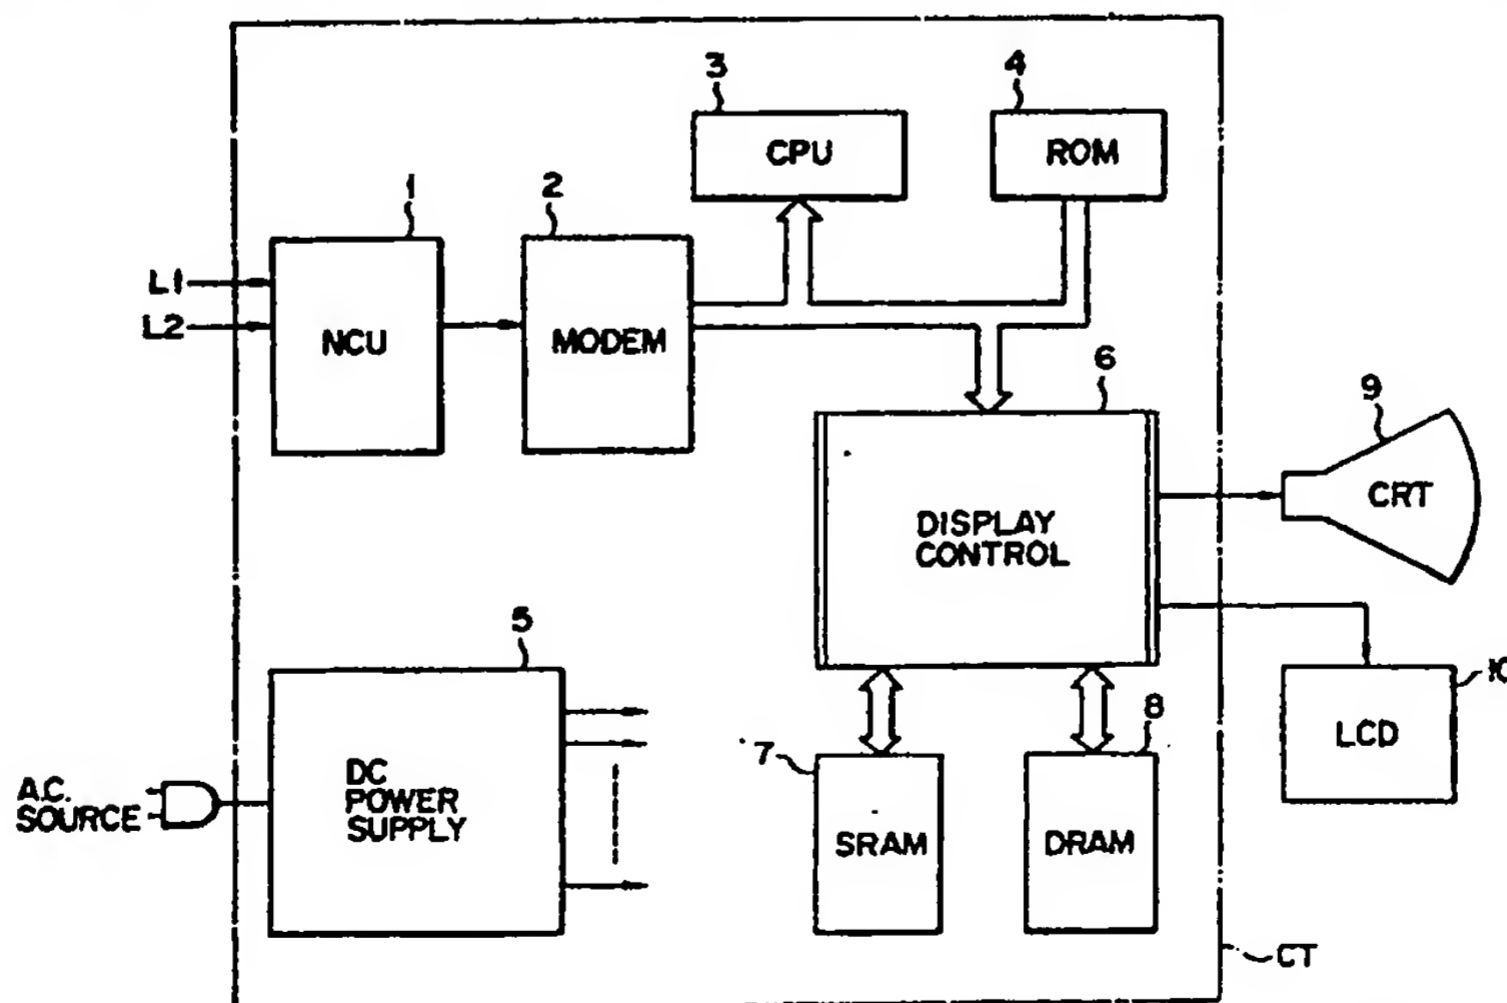 3
4
CPU
ROM
1
2
L1
L2
NCU
MODEM
6
9
DISPLAY
CONTROL
CRT
5
DC
POWER
SUPPLY
A.C.
SOURCE
7
8
SRAM
DRAM
10
LCD
CT